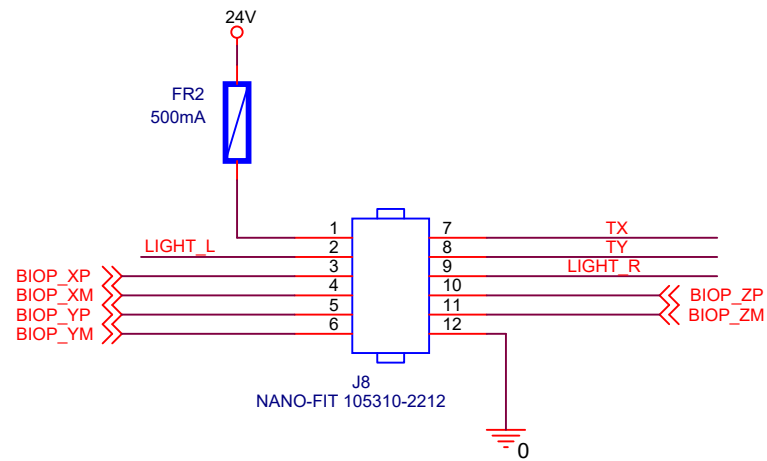 24V
FR2
500mA
1
7
TX
LIGHT_L
2
8
TY
BIOP_XP
3
9
LIGHT_R
BIOP_XM
4
10
BIOP_ZP
BIOP_YP
5
11
BIOP_ZM
BIOP_YM
6
12
J8
NANO-FIT 105310-2212
0